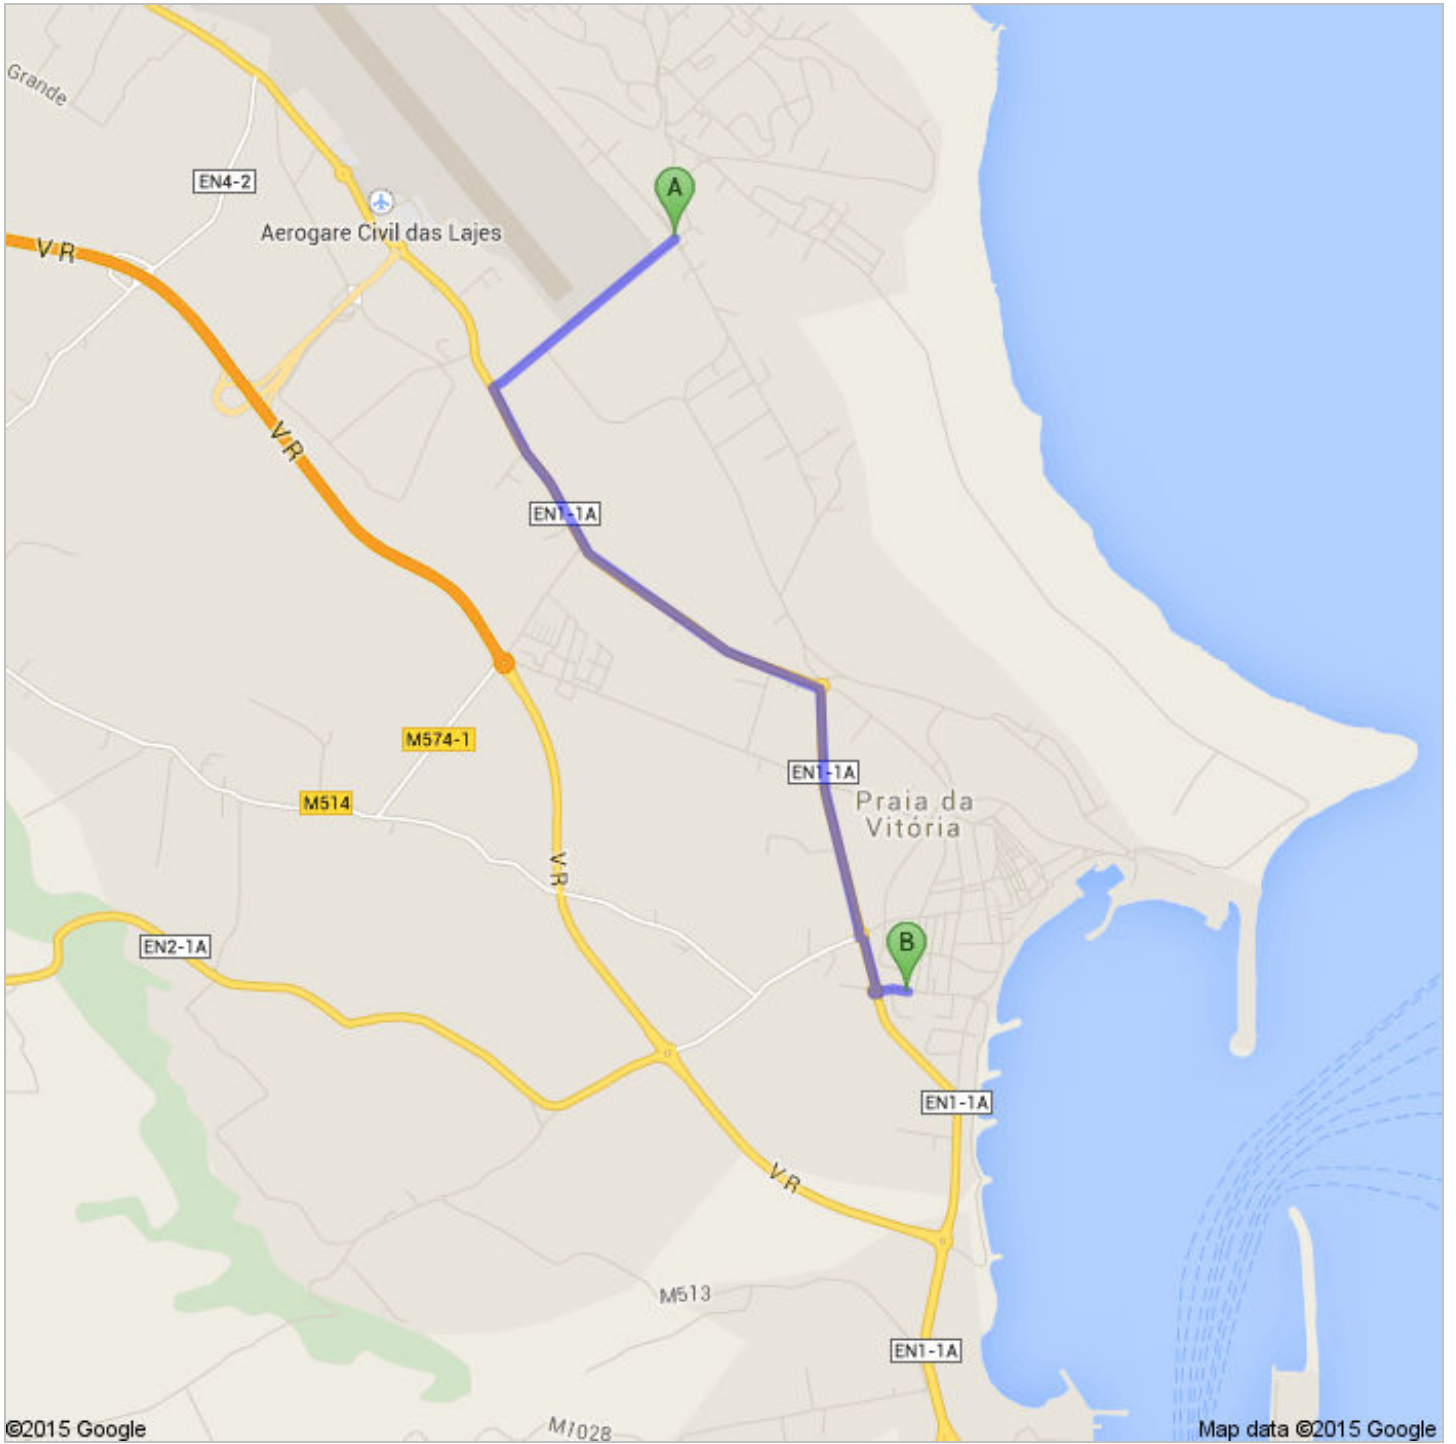 Grande
EN4-2
A
Aerogare Civil das Lajes
V R
V R
EN1-1A
M574-1
EN1-1A
Praia da
Vitória
M514
V R
B
EN2-1A
EN1-1A
V R
M513
EN1-1A
M1028
©2015 Google
Map data ©2015 Google